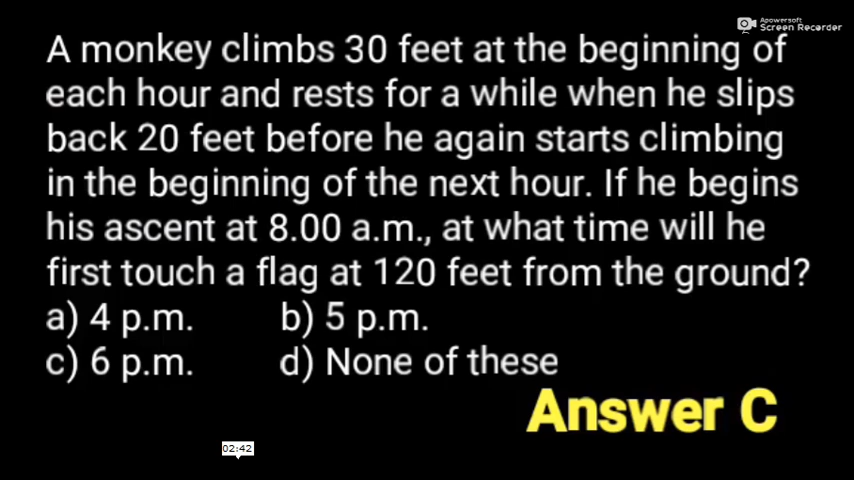 Apowersoft
Screen Recorder
A monkey climbs 30 feet at the beginning of
each hour and rests for a while when he slips
back 20 feet before he again starts climbing
in the beginning of the next hour. If he begins
his ascent at 8.00 a.m., at what time will he
first touch a flag at 120 feet from the ground?
a) 4 p.m. b) 5 p.m.
c) 6 p.m. d) None of these
Answer C
02:42